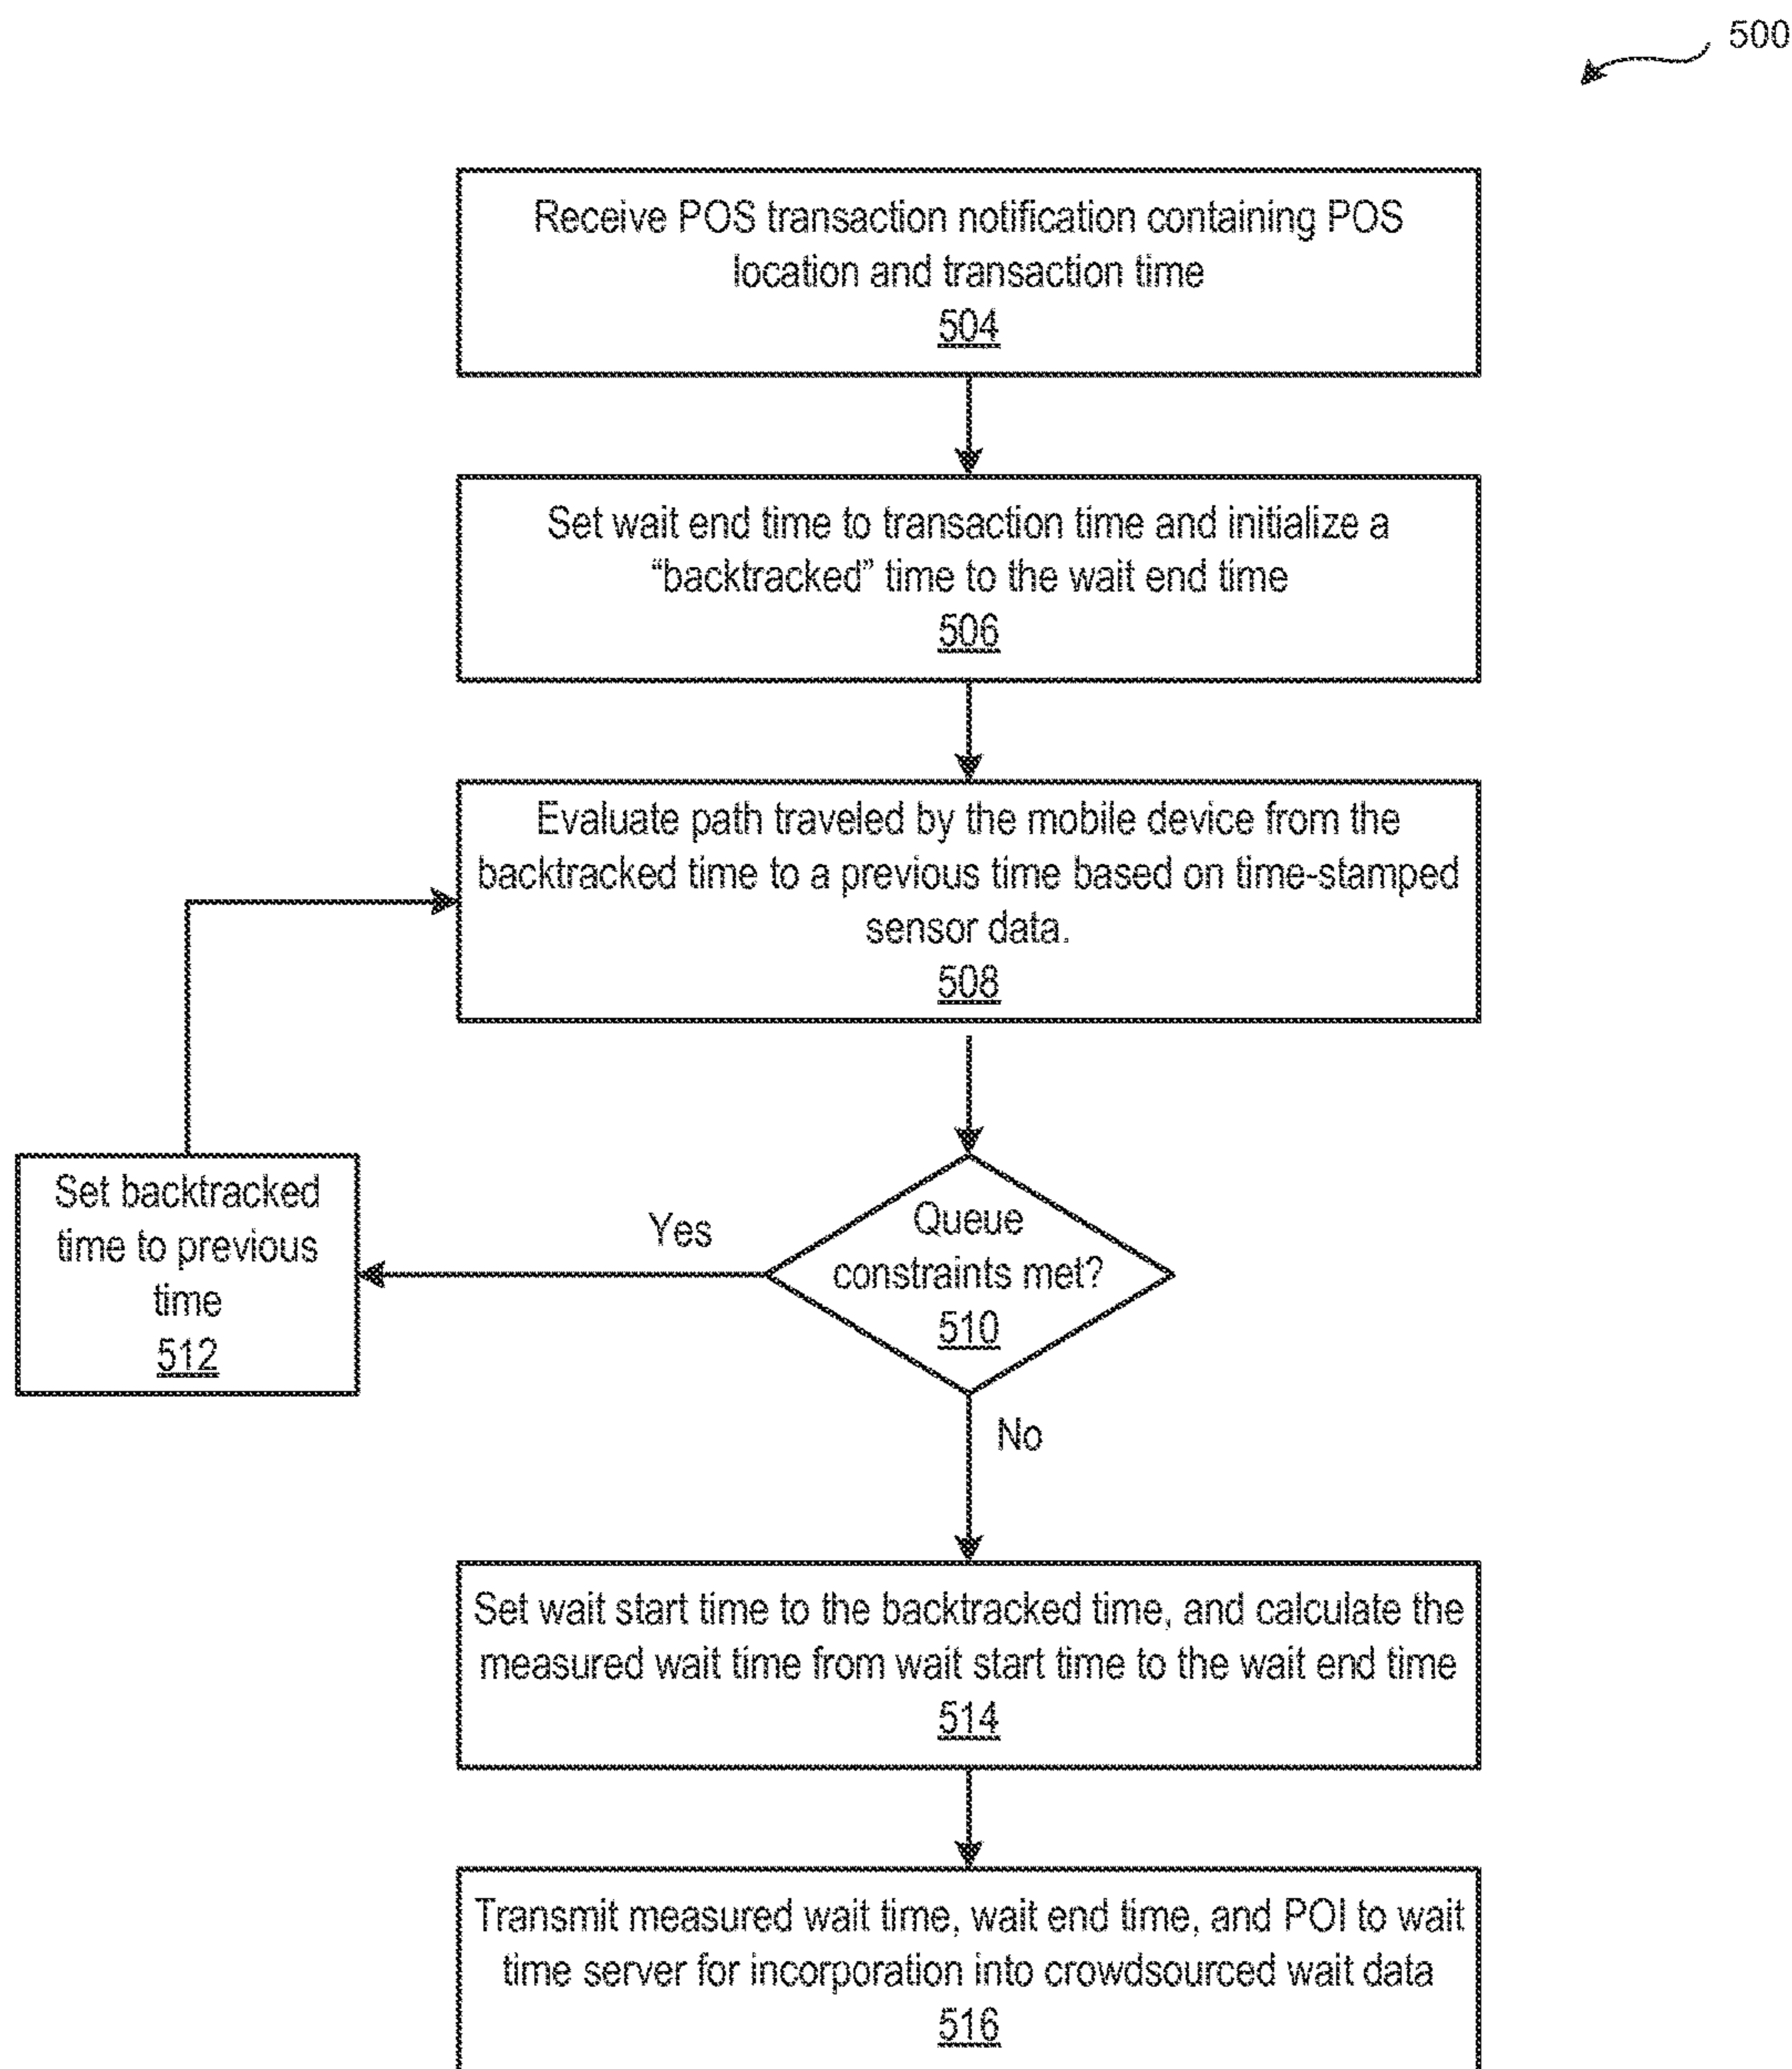 500
Receive POS transaction notification containing POS
location and transaction time
504
Set wait end time to transaction time and initialize a
“backtracked” time to the wait end time
506
Evaluate path traveled by the mobile device from the
backtracked time to a previous time based on time-stamped
sensor data.
508
Set backtracked
time to previous
time
512
Yes
Queue
constraints met?
510
No
Set wait start time to the backtracked time, and calculate the
measured wait time from wait start time to the wait end time
514
Transmit measured wait time, wait end time, and POI to wait
time server for incorporation into crowdsourced wait data
516